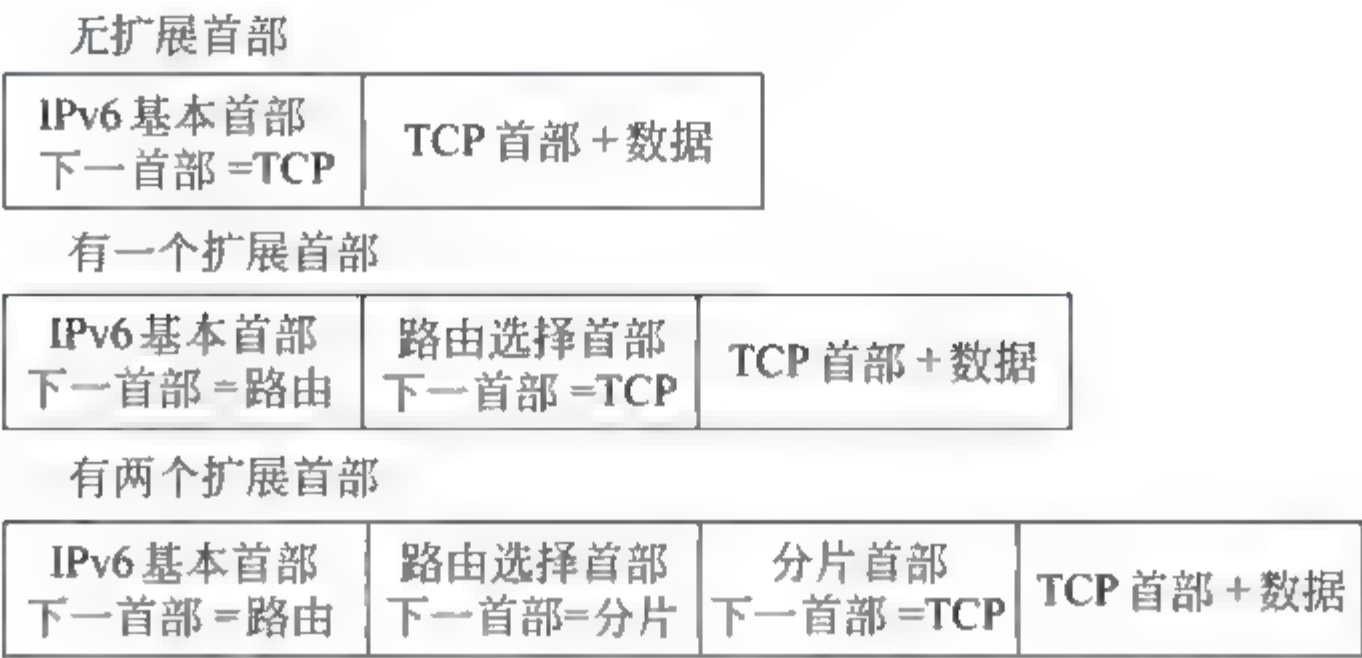 无扩展首部
IPv6 基本首部
下一首部 =TCP
TCP 首部 + 数据
有一个扩展首部
IPv6 基本首部
下一首部 = 路由
路由选择首部
下一首部 =TCP
TCP 首部 + 数据
有两个扩展首部
IPv6 基本首部
下一首部 = 路由
路由选择首部
下一首部=分片
分片首部
下一首部 =TCP
TCP 首部 + 数据